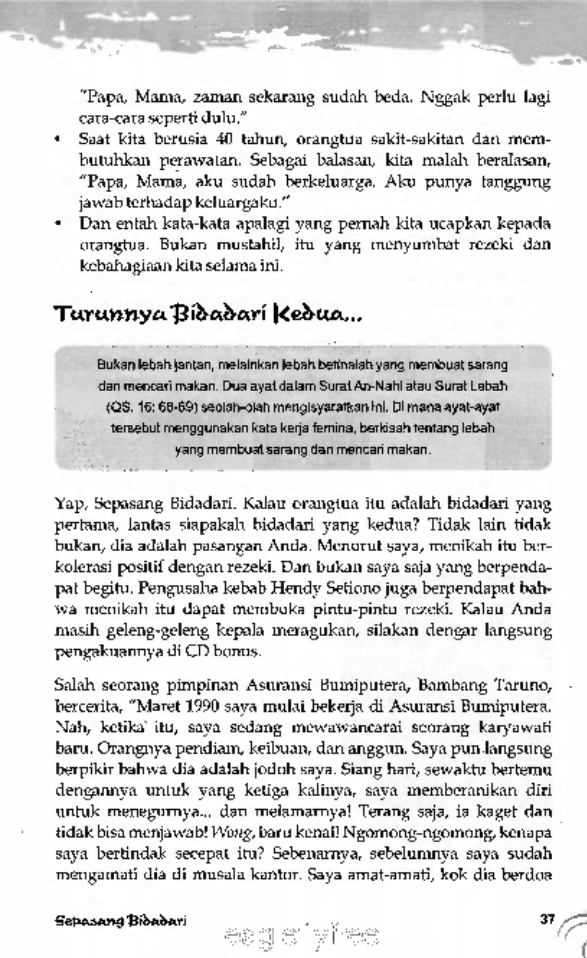 "Papa, Mama, zaman sekarang sudah beda. Nggak perlu lagi
cara-cara seperti dulu."
• Saat kita berusia 40 tahun, orangtua sakit-sakitan dan mem-
butuhkan perawatan. Sebagai balasan, kita malah beralasan,
"Papa, Mama, aku sudah berkeluarga. Aku punya tanggung
jawab terhadap keluargaku."
• Dan entah kata-kata apalagi yang pernah kita ucapkan kepada
orangtua. Bukan mustahil, itu yang menyumbat rezeki dan
kebahagiaan kita selama ini.
Turunnya Bidadari Kedua...
Bukan lebah jantan, melainkan lebah betinalah yang membuat sarang
dan mencari makan. Dua ayat dalam Surat An-Nahl atau Surat Lebah
(QS. 16: 68-69) seolah-olah mengisyaratkan ini. Di mana ayat-ayat
tersebut menggunakan kata kerja femina, berkisah tentang lebah
yang membuat sarang dan mencari makan.
Yap, Sepasang Bidadari. Kalau orangtua itu adalah bidadari yang
pertama, lantas siapakah bidadari yang kedua? Tidak lain tidak
bukan, dia adalah pasangan Anda. Menurut saya, menikah itu ber-
kolerasi positif dengan rezeki. Dan bukan saya saja yang berpenda-
pat begitu. Pengusaha kebab Hendy Setiono juga berpendapat bah-
wa menikah itu dapat membuka pintu-pintu rezeki. Kalau Anda
masih geleng-geleng kepala meragukan, silakan dengar langsung
pengakuannya di CD bonus.
Salah seorang pimpinan Asuransi Bumiputera, Bambang Taruno,
bercerita, "Maret 1990 saya mulai bekerja di Asuransi Bumiputera.
Nah, ketika itu, saya sedang mewawancarai seorang karyawati
baru. Orangnya pendiam, keibuan, dan anggun. Saya pun langsung
berpikir bahwa dia adalah jodoh saya. Siang hari, sewaktu bertemu
dengannya untuk yang ketiga kalinya, saya memberanikan diri
untuk menegurnya... dan melamarnya! Terang saja, ia kaget dan
tidak bisa menjawab! Wong, baru kenal! Ngomong-ngomong, kenapa
saya bertindak secepat itu? Sebenarnya, sebelumnya saya sudah
mengamati dia di musala kantor. Saya amat-amati, kok dia berdoa
Sepasang Bidadari 37